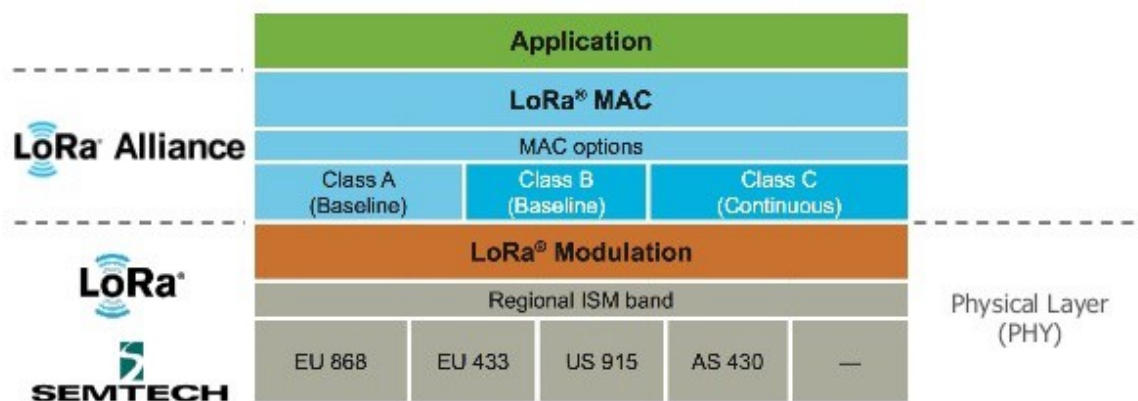 Application
LoRa® MAC
LoRa Alliance
MAC options
Class A
(Baseline)
Class B
(Baseline)
Class C
(Continuous)
LoRa® Modulation
LoRa®
Regional ISM band
Physical Layer
(PHY)
EU 868
EU 433
US 915
AS 430
—
SEMTECH